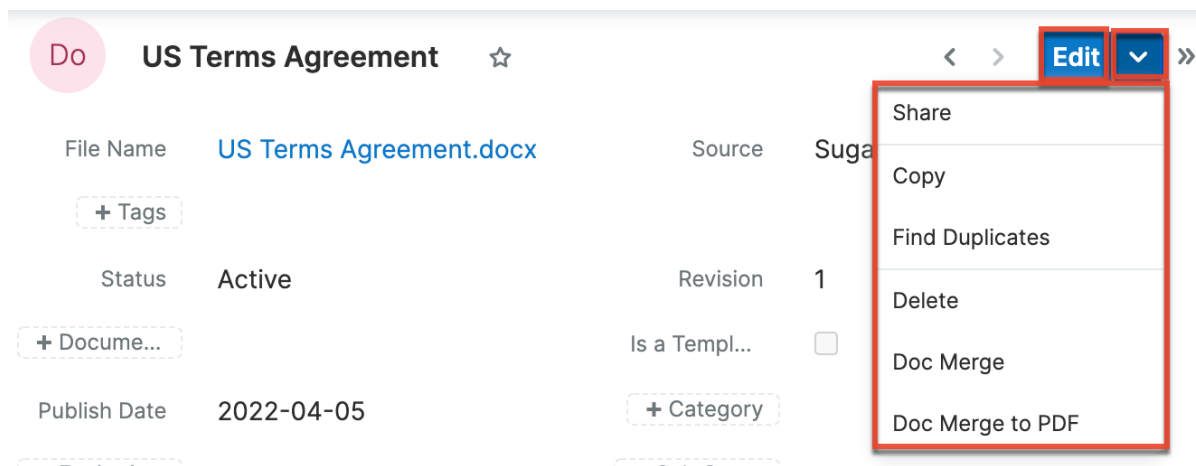 Do US Terms Agreement Edit
Share
File Name US Terms Agreement.docx Source Suga
Copy
+ Tags
Find Duplicates
Status Active Revision 1
Delete
+ Docume... Is a Templ...
Doc Merge
Publish Date 2022-04-05 + Category
Doc Merge to PDF